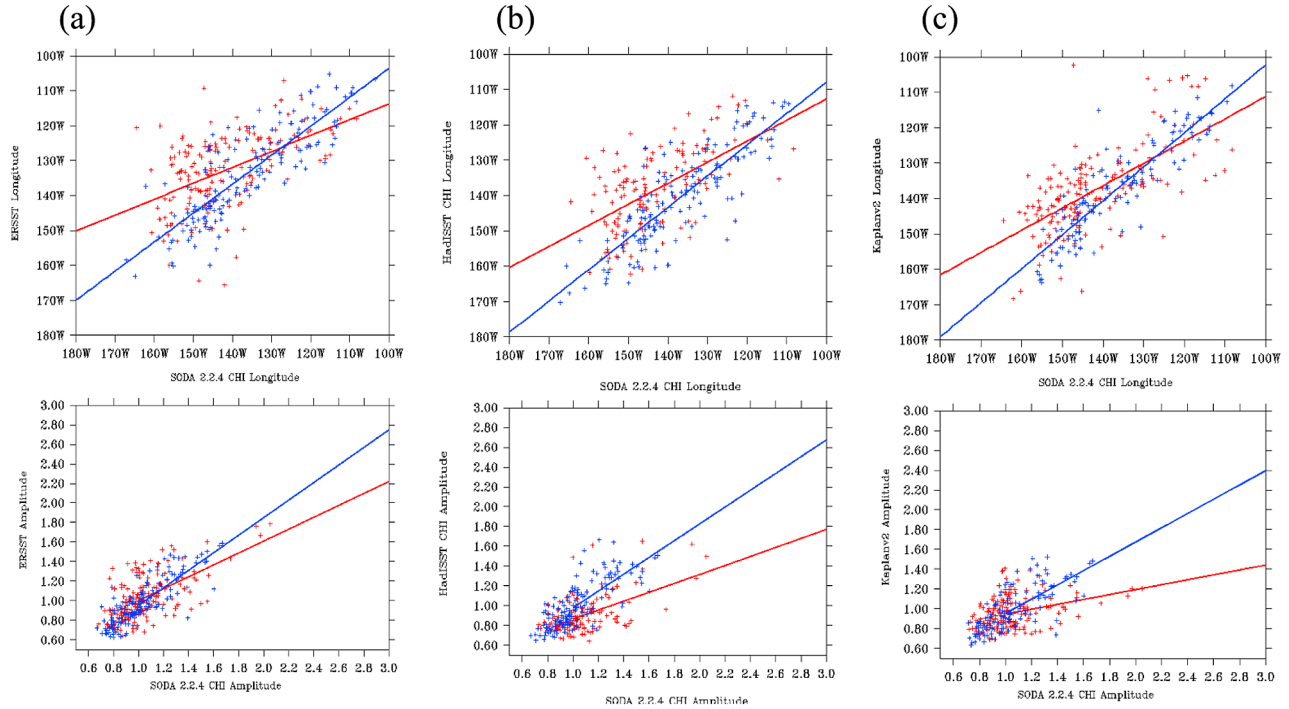 (a)
(b)
(c)
100W
110W
120W
130W
140W
150W
160W
170W
180W
ERSST Longitude
180W 170W 160W 150W 140W 130W 120W 110W 100W
SODA 2.2.4 CHI Longitude
100W
110W
120W
130W
140W
150W
160W
170W
180W
HadISST CHI Longitude
180W 170W 160W 150W 140W 130W 120W 110W 100W
SODA 2.2.4 CHI Longitude
100W
110W
120W
130W
140W
150W
160W
170W
180W
Kaplanv2 Longitude
180W 170W 160W 150W 140W 130W 120W 110W 100W
SODA 2.2.4 CHI Longitude
3.00
2.80
2.60
2.40
2.20
2.00
1.80
1.60
1.40
1.20
1.00
0.80
0.60
ERSST Amplitude
0.6 0.8 1.0 1.2 1.4 1.6 1.8 2.0 2.2 2.4 2.6 2.8 3.0
SODA 2.2.4 CHI Amplitude
3.00
2.80
2.60
2.40
2.20
2.00
1.80
1.60
1.40
1.20
1.00
0.80
0.60
HadISST CHI Amplitude
0.6 0.8 1.0 1.2 1.4 1.6 1.8 2.0 2.2 2.4 2.6 2.8 3.0
SODA 2.2.4 CHI Amplitude
3.00
2.80
2.60
2.40
2.20
2.00
1.80
1.60
1.40
1.20
1.00
0.80
0.60
Kaplanv2 Amplitude
0.6 0.8 1.0 1.2 1.4 1.6 1.8 2.0 2.2 2.4 2.6 2.8 3.0
SODA 2.2.4 CHI Amplitude